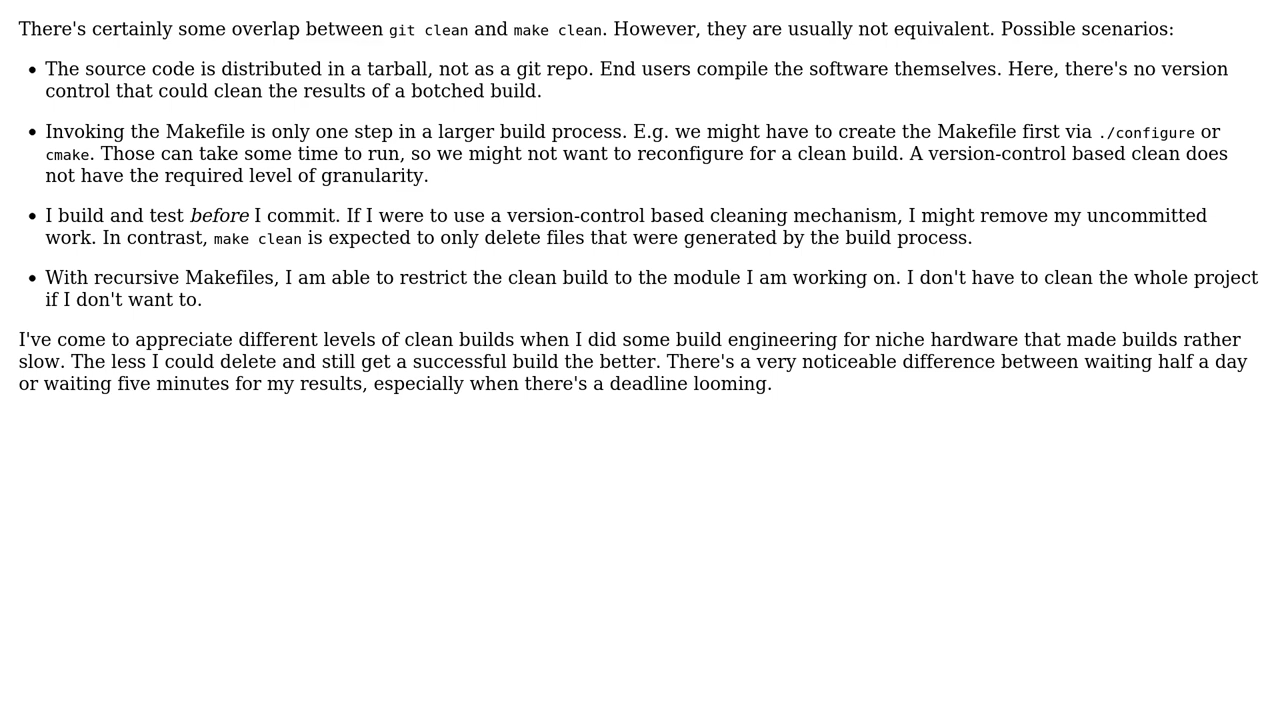 There's certainly some overlap between git clean and make clean. However, they are usually not equivalent. Possible scenarios:
• The source code is distributed in a tarball, not as a git repo. End users compile the software themselves. Here, there's no version
control that could clean the results of a botched build.
• Invoking the Makefile is only one step in a larger build process. E.g. we might have to create the Makefile first via ./configure or
cmake. Those can take some time to run, so we might not want to reconfigure for a clean build. A version-control based clean does
not have the required level of granularity.
• I build and test before I commit. If I were to use a version-control based cleaning mechanism, I might remove my uncommitted
work. In contrast, make clean is expected to only delete files that were generated by the build process.
• With recursive Makefiles, I am able to restrict the clean build to the module I am working on. I don't have to clean the whole project
if I don't want to.
I've come to appreciate different levels of clean builds when I did some build engineering for niche hardware that made builds rather
slow. The less I could delete and still get a successful build the better. There's a very noticeable difference between waiting half a day
or waiting five minutes for my results, especially when there's a deadline looming.